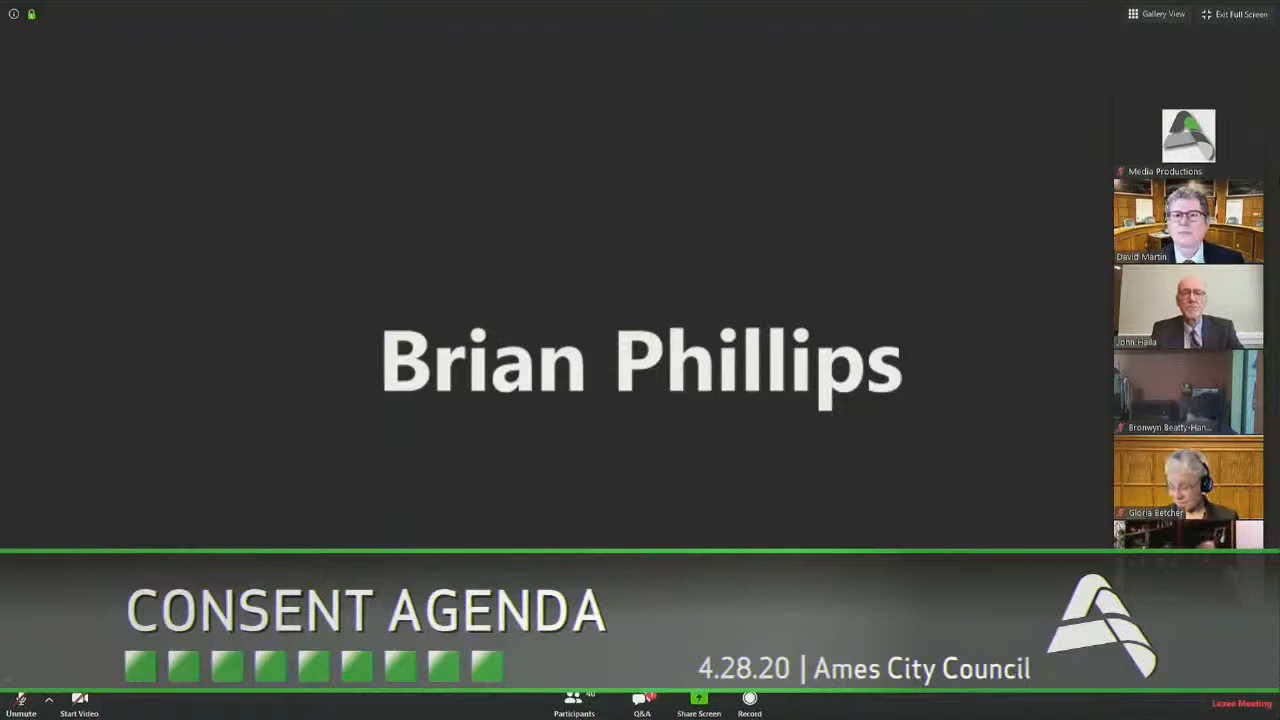 Gallery View
Exit Full Screen
Media Productions
David Martin
John Haila
Bronwyn Beatty-Han...
Brian Phillips
Gloria Betcher
CONSENT AGENDA
4.28.20 | Ames City Council
Unmute
Start Video
Participants
40
Q&A
Share Screen
Record
Leave Meeting